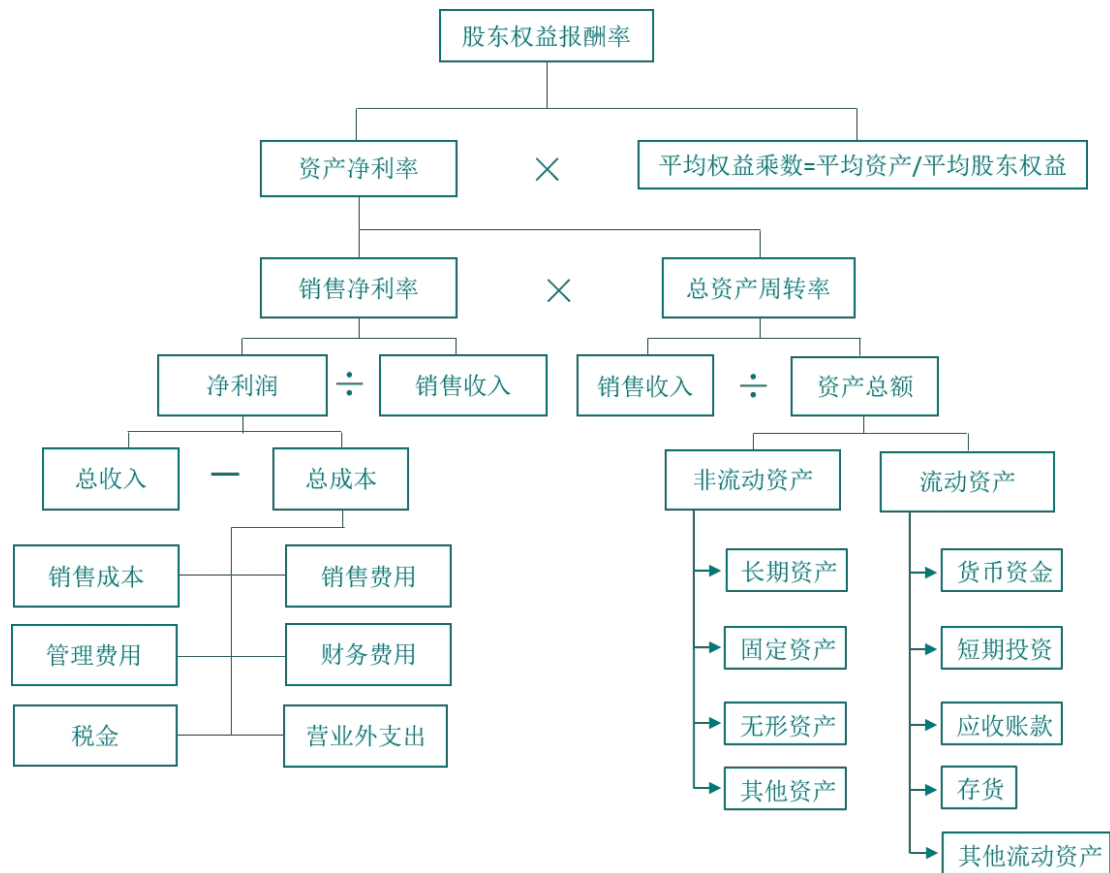 股东权益报酬率
资产净利率
×
平均权益乘数=平均资产/平均股东权益
销售净利率
×
总资产周转率
净利润
÷
销售收入
销售收入
÷
资产总额
总收入
—
总成本
非流动资产
流动资产
销售成本
销售费用
长期资产
货币资金
管理费用
财务费用
固定资产
短期投资
税金
营业外支出
无形资产
应收账款
其他资产
存货
其他流动资产